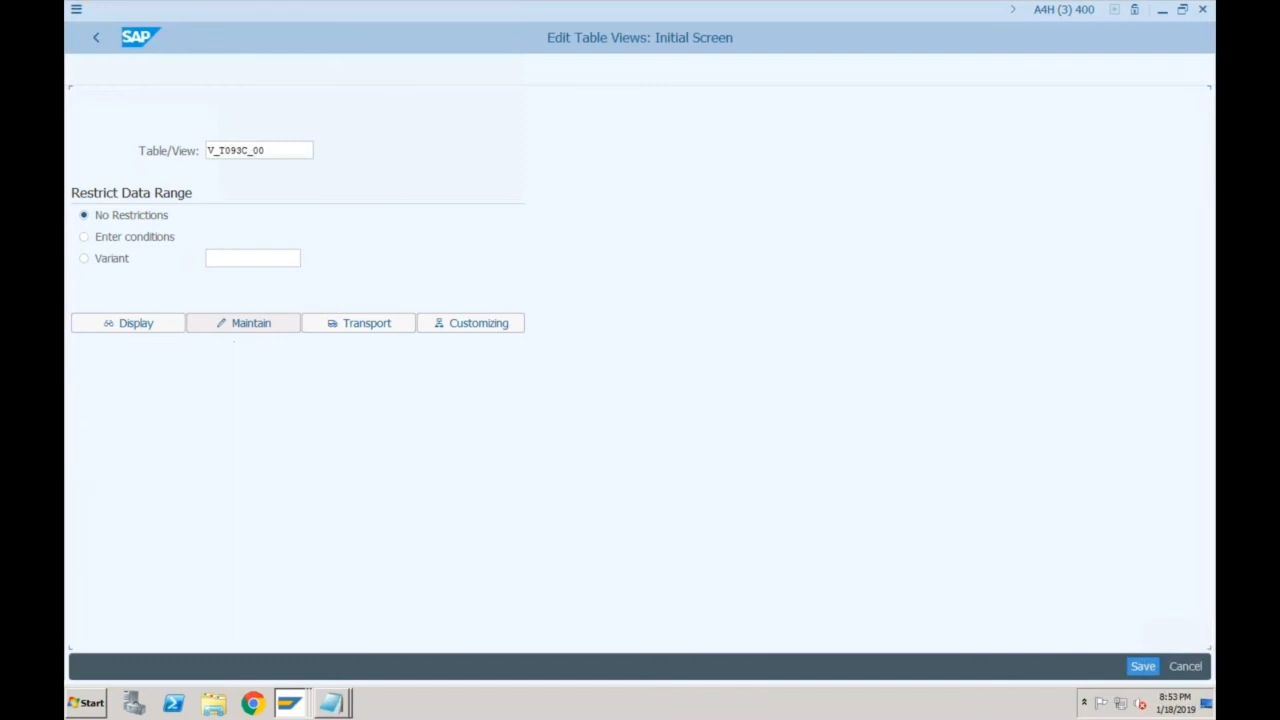 A4H (3) 400
SAP
Edit Table Views: Initial Screen
Table/View: V_T093C_00
Restrict Data Range
No Restrictions
Enter conditions
Variant
Display Maintain Transport Customizing
Save Cancel
Start
8:53 PM
1/18/2019